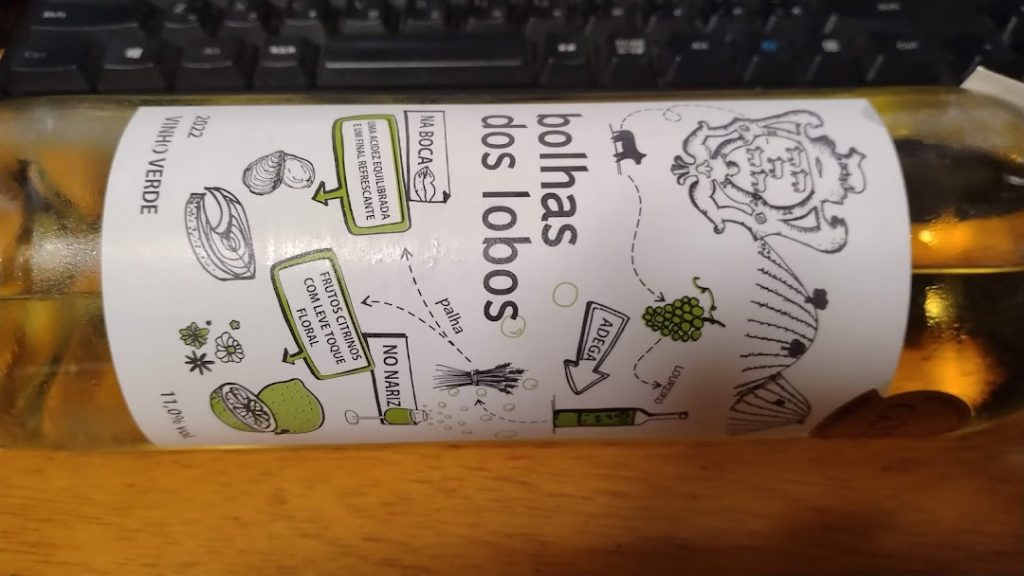 LOUREIRO
ADEGA
bolhas
dos lobos
palha
NA BOCA
UMA ACIDEZ EQUILIBRADA
E UM FINAL REFRESCANTE
NO NARIZ
FRUTOS CITRINOS
COM LEVE TOQUE
FLORAL
2022
VINHO VERDE
11,0% vol